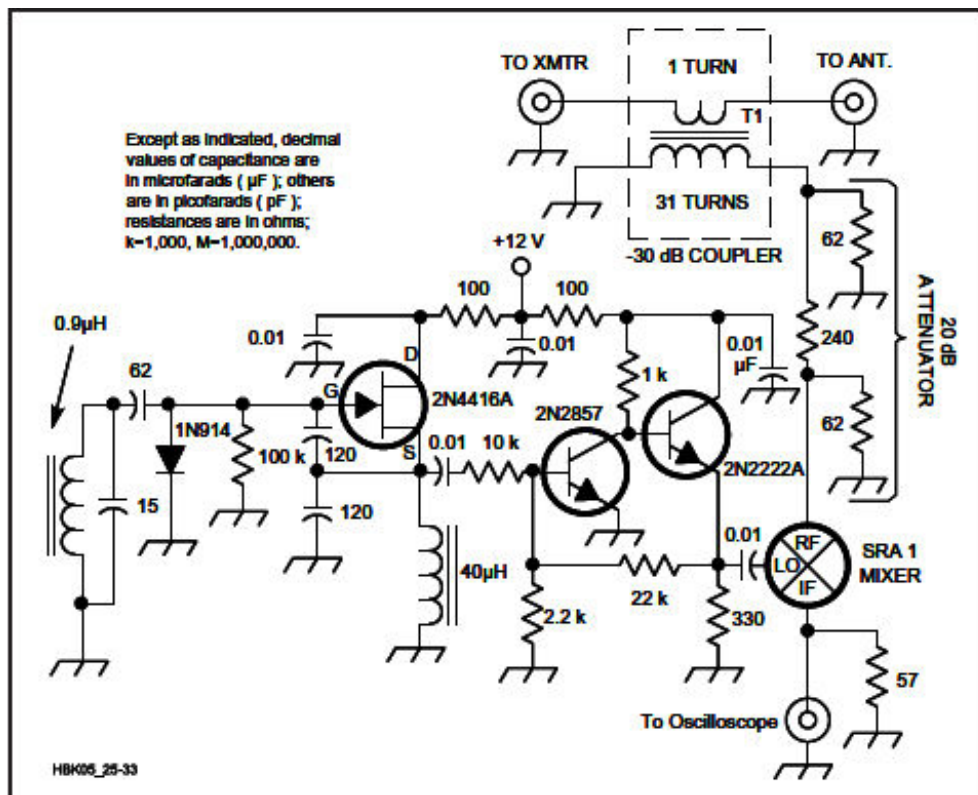 TO XMTR
1 TURN
TO ANT.
T1
Except as indicated, decimal
values of capacitance are
in microfarads ( µF ); others
are in picofarads ( pF );
resistances are in ohms;
k=1,000, M=1,000,000.
31 TURNS
-30 dB COUPLER
62
20 dB
ATTENUATOR
240
62
+12 V
100
100
0.01
0.01
0.01
µF
0.9µH
62
D
G
S
2N4416A
1 k
2N2857
2N2222A
1N914
100 k
120
0.01
10 k
15
120
40µH
0.01
RF
LO
IF
SRA 1
MIXER
22 k
2.2 k
330
57
To Oscilloscope
HBK05_25-33